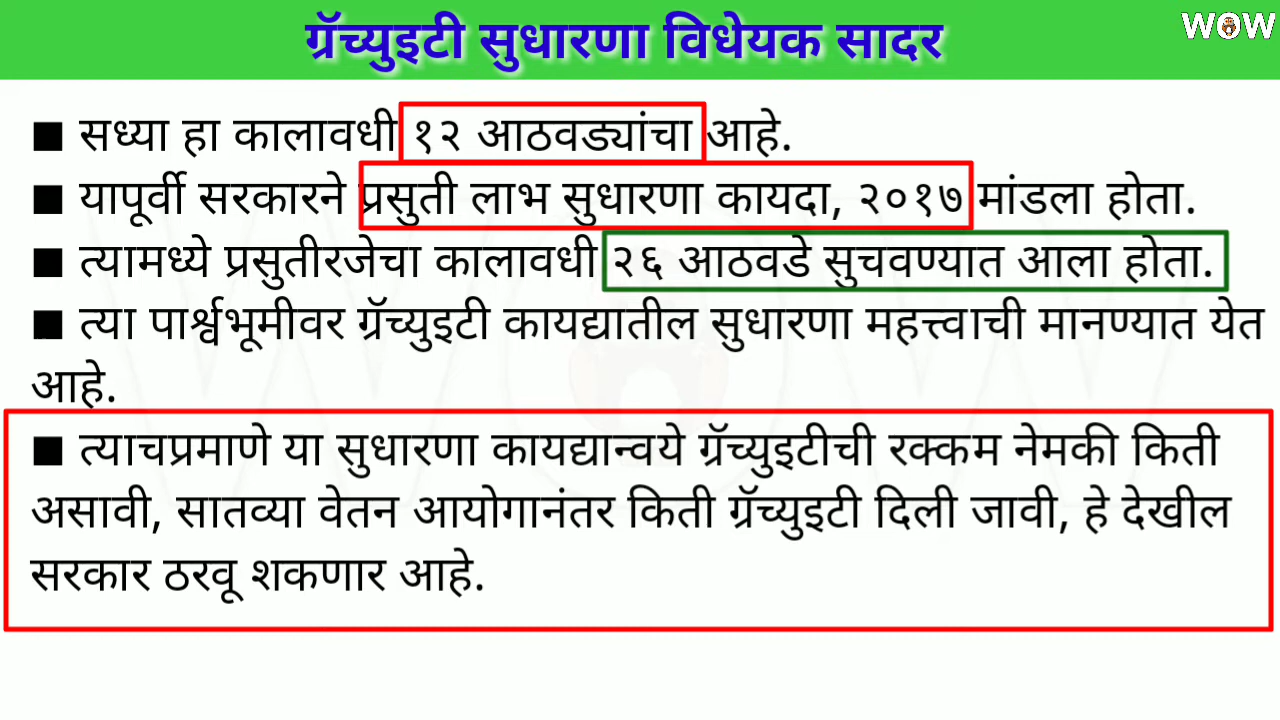 ग्रॅच्युइटी सुधारणा विधेयक सादर
WOW
■ सध्या हा कालावधी १२ आठवड्यांचा आहे.
■ यापूर्वी सरकारने प्रसुती लाभ सुधारणा कायदा, २०१७ मांडला होता.
■ त्यामध्ये प्रसुतीरजेचा कालावधी २६ आठवडे सुचवण्यात आला होता.
■ त्या पार्श्वभूमीवर ग्रॅच्युइटी कायद्यातील सुधारणा महत्त्वाची मानण्यात येत
आहे.
■ त्याचप्रमाणे या सुधारणा कायद्यान्वये ग्रॅच्युइटीची रक्कम नेमकी किती
असावी, सातव्या वेतन आयोगानंतर किती ग्रॅच्युइटी दिली जावी, हे देखील
सरकार ठरवू शकणार आहे.